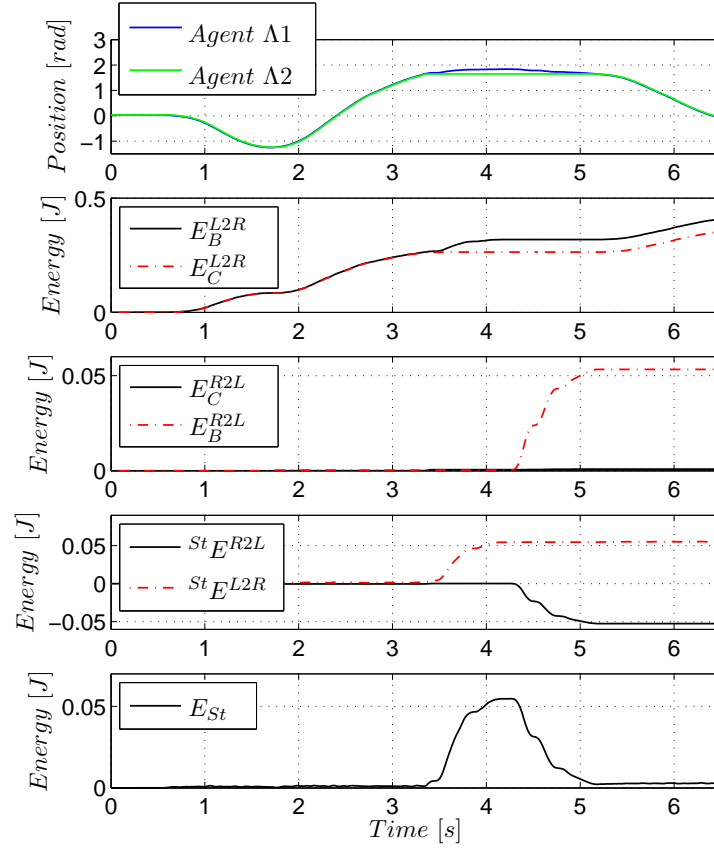 3
2
1
0
−1
Position [rad]
Agent Λ1
Agent Λ2
0 1 2 3 4 5 6
0.5
0
Energy [J]
E_B^{L2R}
E_C^{L2R}
0 1 2 3 4 5 6
0.05
0
Energy [J]
E_C^{R2L}
E_B^{R2L}
0 1 2 3 4 5 6
0.05
0
−0.05
Energy [J]
^{St}E^{R2L}
^{St}E^{L2R}
0 1 2 3 4 5 6
0.05
0
Energy [J]
E_{St}
0 1 2 3 4 5 6
Time [s]